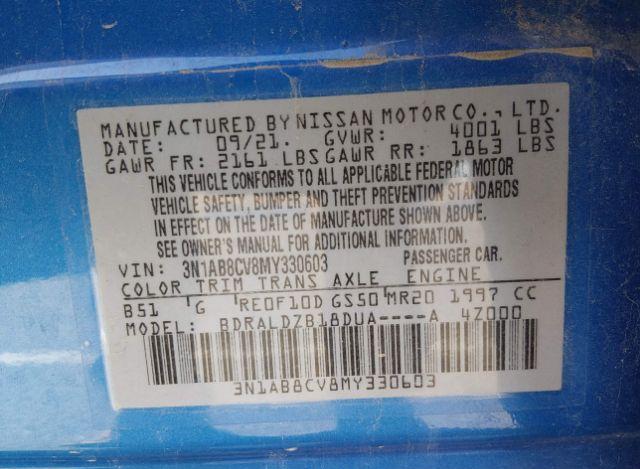 MANUFACTURED BY NISSAN MOTOR CO., LTD.
DATE: 09/21. GVWR: 4001 LBS
GAWR FR: 2161 LBS GAWR RR: 1863 LBS
THIS VEHICLE CONFORMS TO ALL APPLICABLE FEDERAL MOTOR
VEHICLE SAFETY, BUMPER AND THEFT PREVENTION STANDARDS
IN EFFECT ON THE DATE OF MANUFACTURE SHOWN ABOVE.
SEE OWNER'S MANUAL FOR ADDITIONAL INFORMATION.
VIN: 3N1AB8CV8MY330603 PASSENGER CAR.
COLOR TRIM TRANS AXLE ENGINE
B51 G RE0F10D GS50 MR20 1997 CC
MODEL: BDRALDZB18DUA----A 4Z000
3N1AB8CV8MY330603